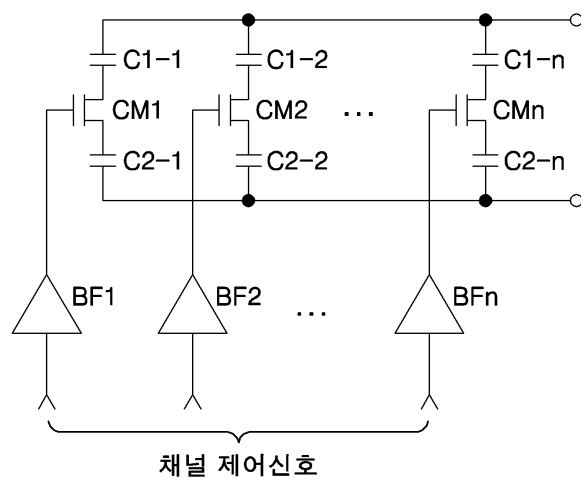 C1-1 C1-2 C1-n
CM1 CM2 ... CMn
C2-1 C2-2 C2-n
BF1 BF2 ... BFn
채널 제어신호